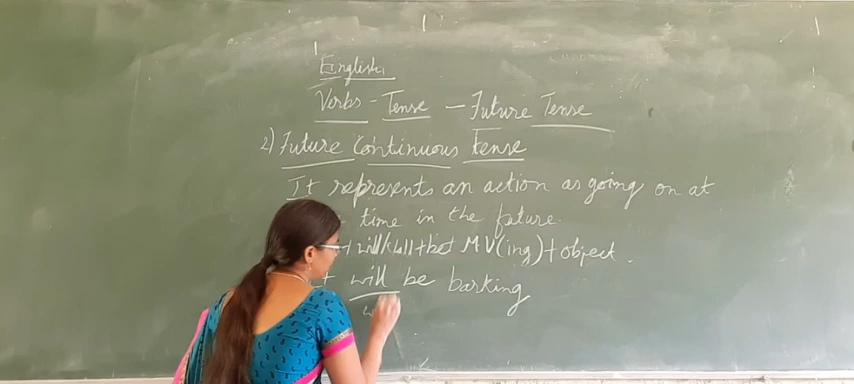 English
Verbs - Tense - Future Tense
2) Future Continuous Tense
It represents an action as going on at
time in the future.
will/ + be + MV(ing) + object.
will be barking